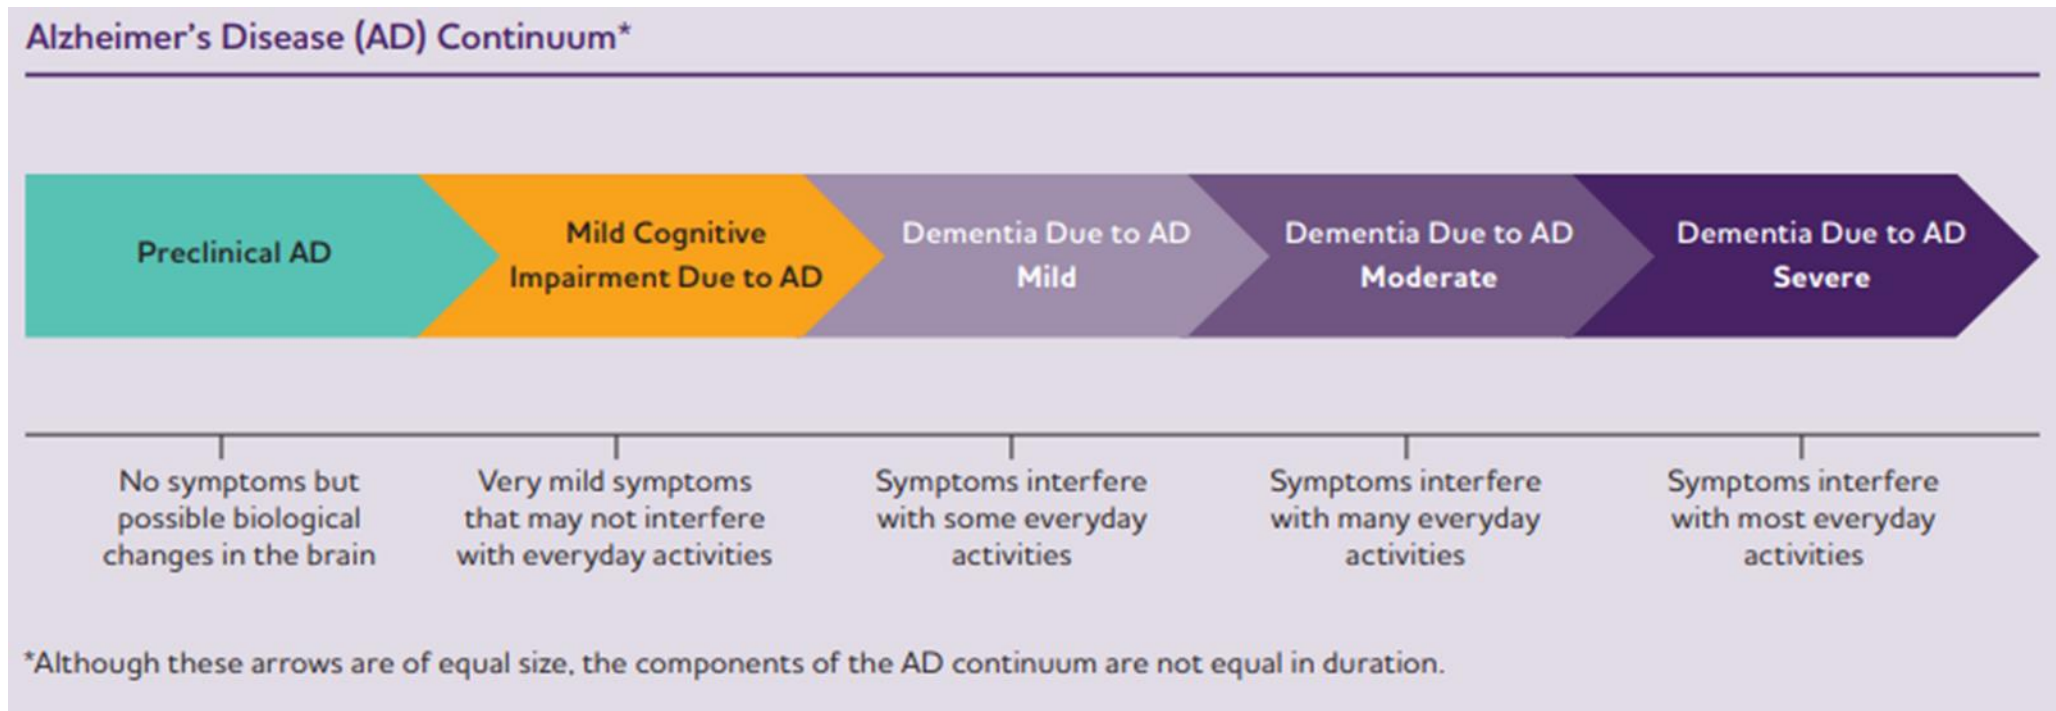 Alzheimer's Disease (AD) Continuum*
Preclinical AD
Mild Cognitive
Impairment Due to AD
Dementia Due to AD
Mild
Dementia Due to AD
Moderate
Dementia Due to AD
Severe
No symptoms but
possible biological
changes in the brain
Very mild symptoms
that may not interfere
with everyday activities
Symptoms interfere
with some everyday
activities
Symptoms interfere
with many everyday
activities
Symptoms interfere
with most everyday
activities
*Although these arrows are of equal size, the components of the AD continuum are not equal in duration.